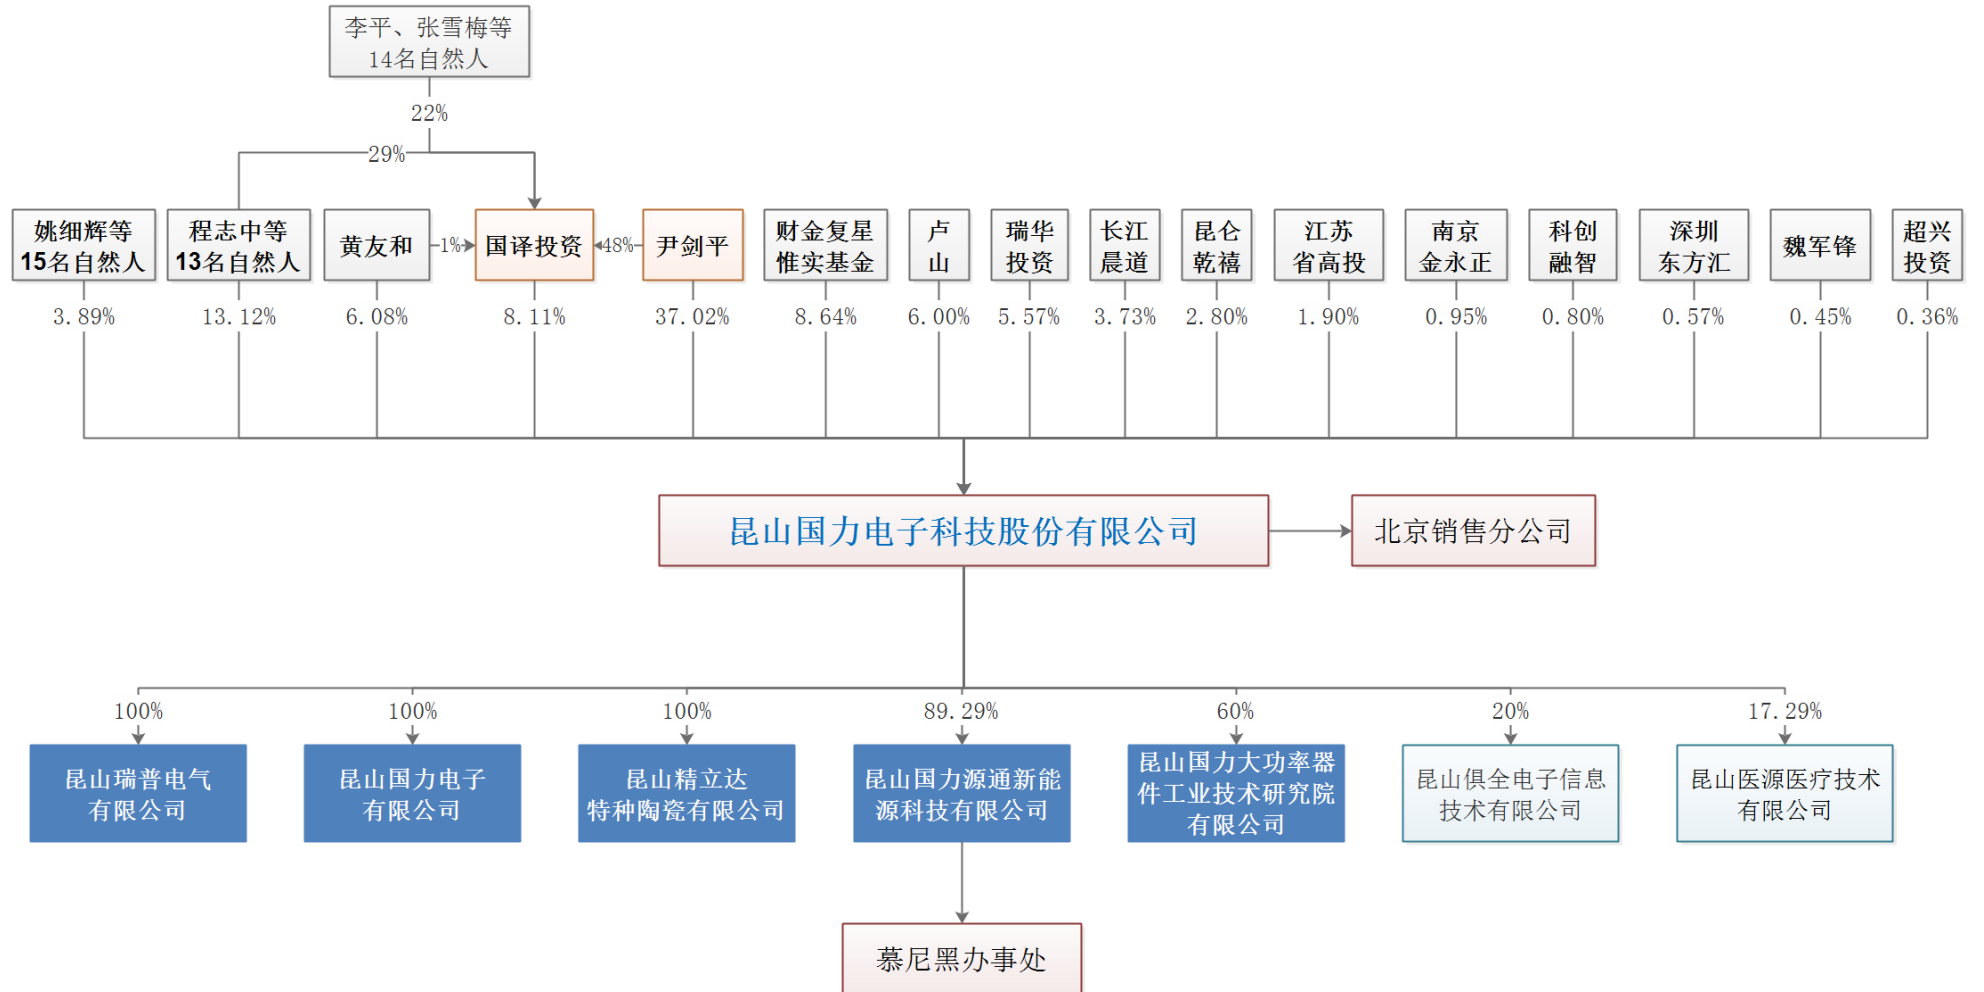 李平、张雪梅等
14名自然人
22%
29%
姚细辉等
15名自然人
程志中等
13名自然人
黄友和
1%
国译投资
48%
尹剑平
财金复星
惟实基金
卢
山
瑞华
投资
长江
晨道
昆仑
乾禧
江苏
省高投
南京
金永正
科创
融智
深圳
东方汇
魏军锋
超兴
投资
3.89%
13.12%
6.08%
8.11%
37.02%
8.64%
6.00%
5.57%
3.73%
2.80%
1.90%
0.95%
0.80%
0.57%
0.45%
0.36%
昆山国力电子科技股份有限公司
北京销售分公司
100%
100%
100%
89.29%
60%
20%
17.29%
昆山瑞普电气
有限公司
昆山国力电子
有限公司
昆山精立达
特种陶瓷有限公司
昆山国力源通新能
源科技有限公司
昆山国力大功率器
件工业技术研究院
有限公司
昆山俱全电子信息
技术有限公司
昆山医源医疗技术
有限公司
慕尼黑办事处